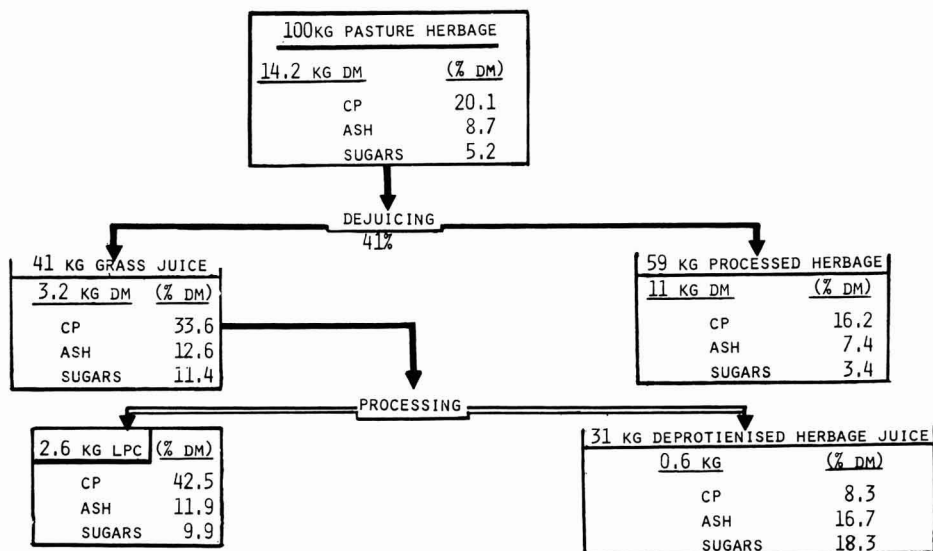 100KG PASTURE HERBAGE
14.2 KG DM (% DM)
CP 20.1
ASH 8.7
SUGARS 5.2
DEJUICING
41%
41 KG GRASS JUICE
3.2 KG DM (% DM)
CP 33.6
ASH 12.6
SUGARS 11.4
59 KG PROCESSED HERBAGE
11 KG DM (% DM)
CP 16.2
ASH 7.4
SUGARS 3.4
PROCESSING
2.6 KG LPC (% DM)
CP 42.5
ASH 11.9
SUGARS 9.9
31 KG DEPROTIENISED HERBAGE JUICE
0.6 KG (% DM)
CP 8.3
ASH 16.7
SUGARS 18.3